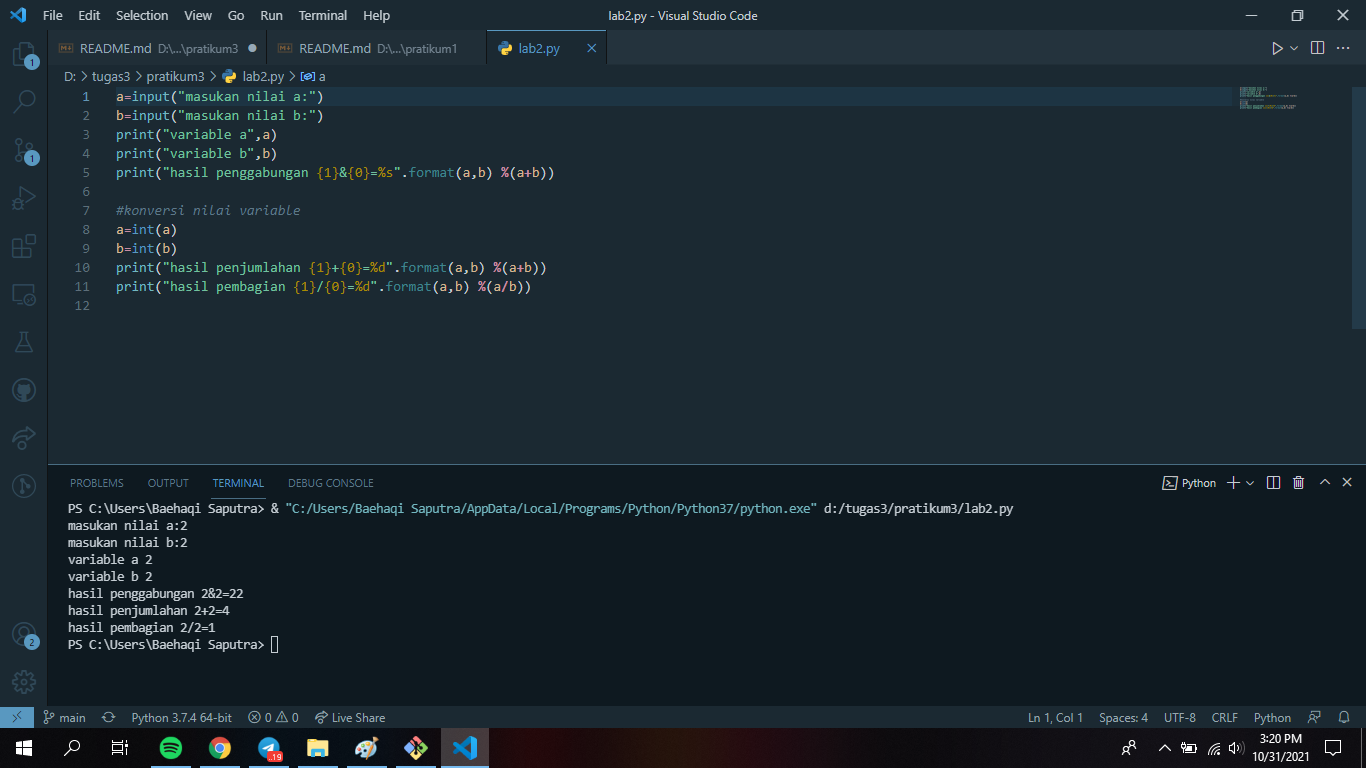 File Edit Selection View Go Run Terminal Help lab2.py - Visual Studio Code
README.md D:\...\pratikum3 README.md D:\...\pratikum1 lab2.py
D: > tugas3 > pratikum3 > lab2.py > a
1 a=input("masukan nilai a:")
2 b=input("masukan nilai b:")
3 print("variable a",a)
4 print("variable b",b)
5 print("hasil penggabungan {1}&{0}=%s".format(a,b) %(a+b))
6
7 #konversi nilai variable
8 a=int(a)
9 b=int(b)
10 print("hasil penjumlahan {1}+{0}=%d".format(a,b) %(a+b))
11 print("hasil pembagian {1}/{0}=%d".format(a,b) %(a/b))
12
PROBLEMS OUTPUT TERMINAL DEBUG CONSOLE Python
PS C:\Users\Baehaqi Saputra> & "C:/Users/Baehaqi Saputra/AppData/Local/Programs/Python/Python37/python.exe" d:/tugas3/pratikum3/lab2.py
masukan nilai a:2
masukan nilai b:2
variable a 2
variable b 2
hasil penggabungan 2&2=22
hasil penjumlahan 2+2=4
hasil pembagian 2/2=1
PS C:\Users\Baehaqi Saputra>
1
1
2
main Python 3.7.4 64-bit 0 0 Live Share Ln 1, Col 1 Spaces: 4 UTF-8 CRLF Python
19
3:20 PM
10/31/2021